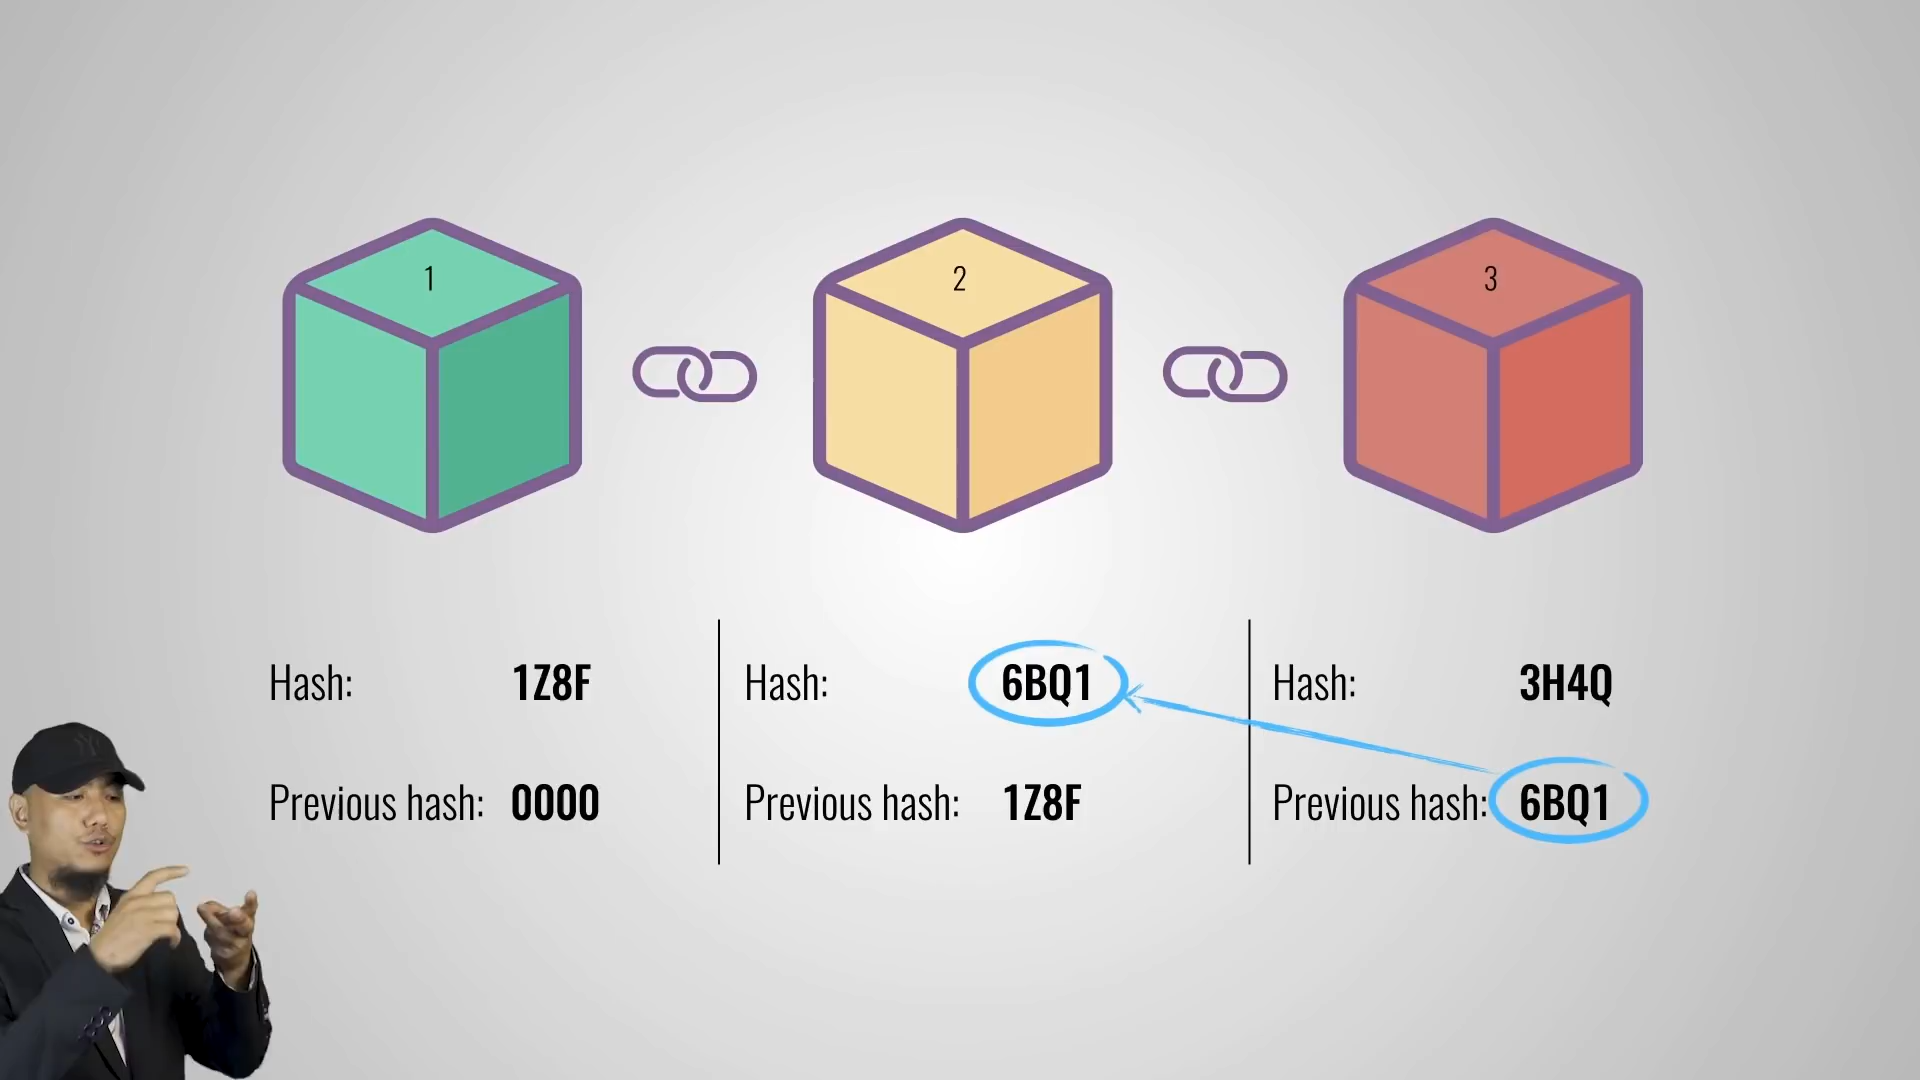 1
2
3
Hash: 1Z8F
Previous hash: 0000
Hash: 6BQ1
Previous hash: 1Z8F
Hash: 3H4Q
Previous hash: 6BQ1